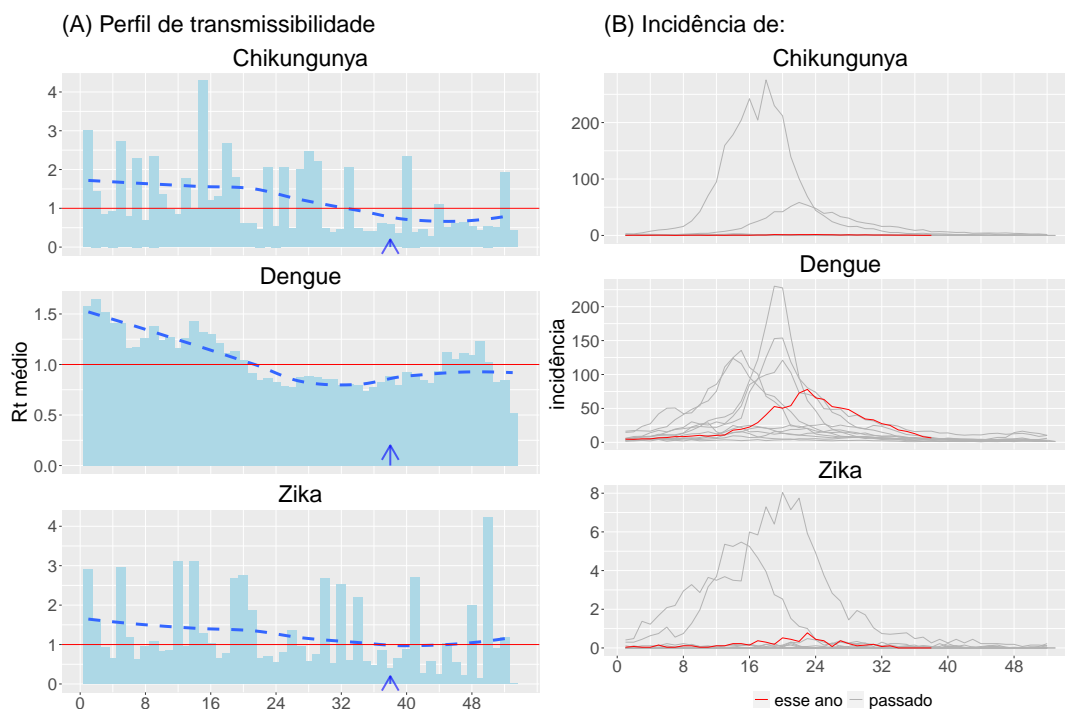 (A) Perfil de transmissibilidade
Chikungunya
4
3
2
1
0
Dengue
Rt médio
1.5
1.0
0.5
0.0
Zika
4
3
2
1
0
0 8 16 24 32 40 48
(B) Incidência de:
Chikungunya
200
100
0
Dengue
incidência
200
150
100
50
0
Zika
8
6
4
2
0
0 8 16 24 32 40 48
esse ano passado